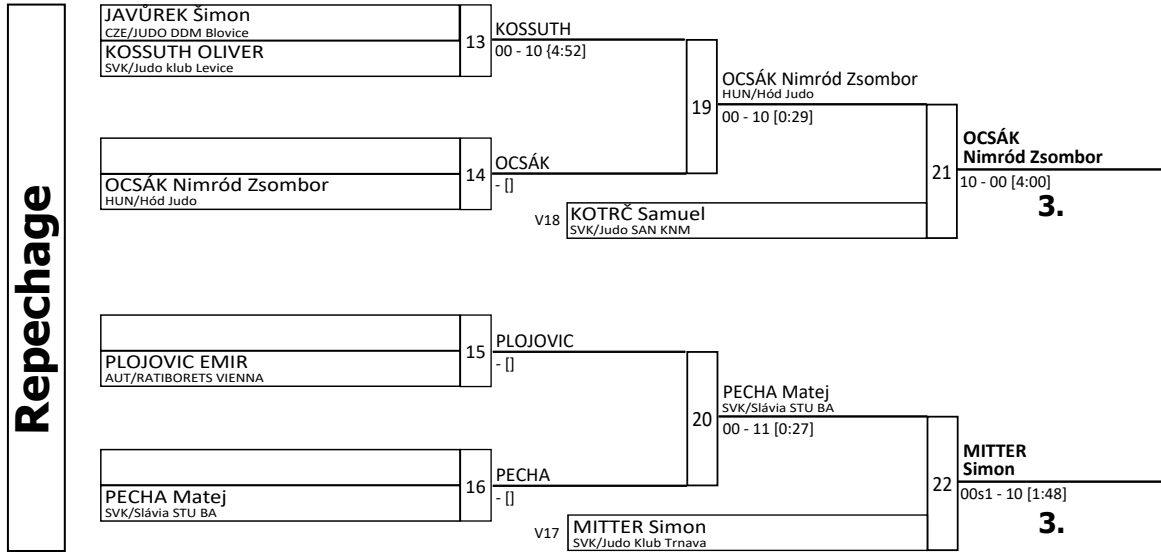 Repechage
JAVŮREK Šimon
CZE/JUDO DDM Blovice
KOSSUTH OLIVER
SVK/Judo klub Levice
13
KOSSUTH
00 - 10 {4:52]
OCSÁK Nimród Zsombor
HUN/Hód Judo
14
OCSÁK
- []
19
OCSÁK Nimród Zsombor
HUN/Hód Judo
00 - 10 [0:29]
V18
KOTRČ Samuel
SVK/Judo SAN KNM
21
OCSÁK
Nimród Zsombor
10 - 00 [4:00]
3.
PLOJOVIC EMIR
AUT/RATIBORETS VIENNA
15
PLOJOVIC
- []
PECHA Matej
SVK/Slávia STU BA
16
PECHA
- []
20
PECHA Matej
SVK/Slávia STU BA
00 - 11 [0:27]
V17
MITTER Simon
SVK/Judo Klub Trnava
22
MITTER
Simon
00s1 - 10 [1:48]
3.